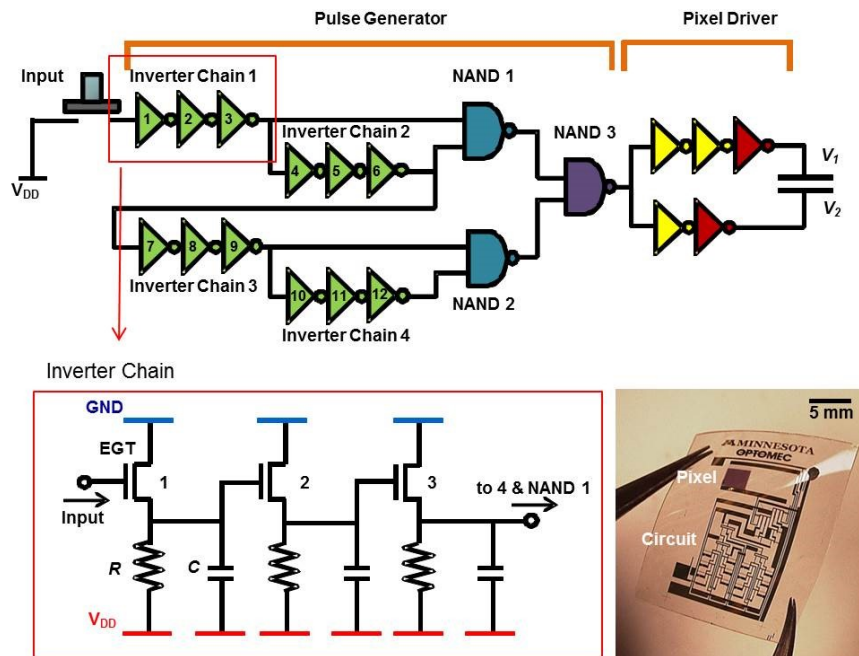 Pulse Generator
Pixel Driver
Input
Inverter Chain 1
NAND 1
1 2 3
Inverter Chain 2
NAND 3
4 5 6
V1
VDD
V2
7 8 9
Inverter Chain 3
NAND 2
10 11 12
Inverter Chain 4
Inverter Chain
GND
EGT
1
2
3
to 4 & NAND 1
Input
R
C
VDD
5 mm
MINNESOTA
OPTOMEC
Pixel
Circuit